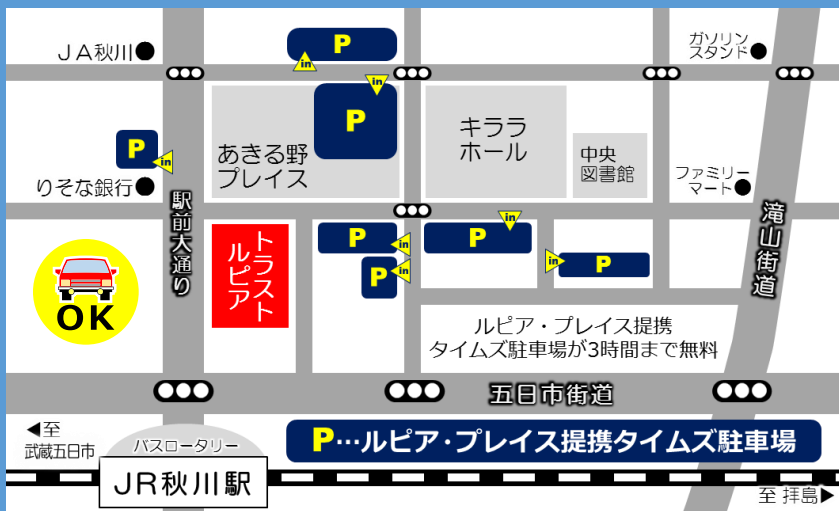 JA秋川
P
in
in
P
ガソリン
スタンド
P
in
あきる野
プレイス
キララ
ホール
中央
図書館
りそな銀行
ファミリー
マート
駅前大通り
トラスト
ルピア
P
in
P
in
in
P
in
P
滝山街道
OK
ルピア・プレイス提携
タイムズ駐車場が3時間まで無料
五日市街道
◀至
武蔵五日市
バスロータリー
P…ルピア・プレイス提携タイムズ駐車場
JR秋川駅
至 拝島▶